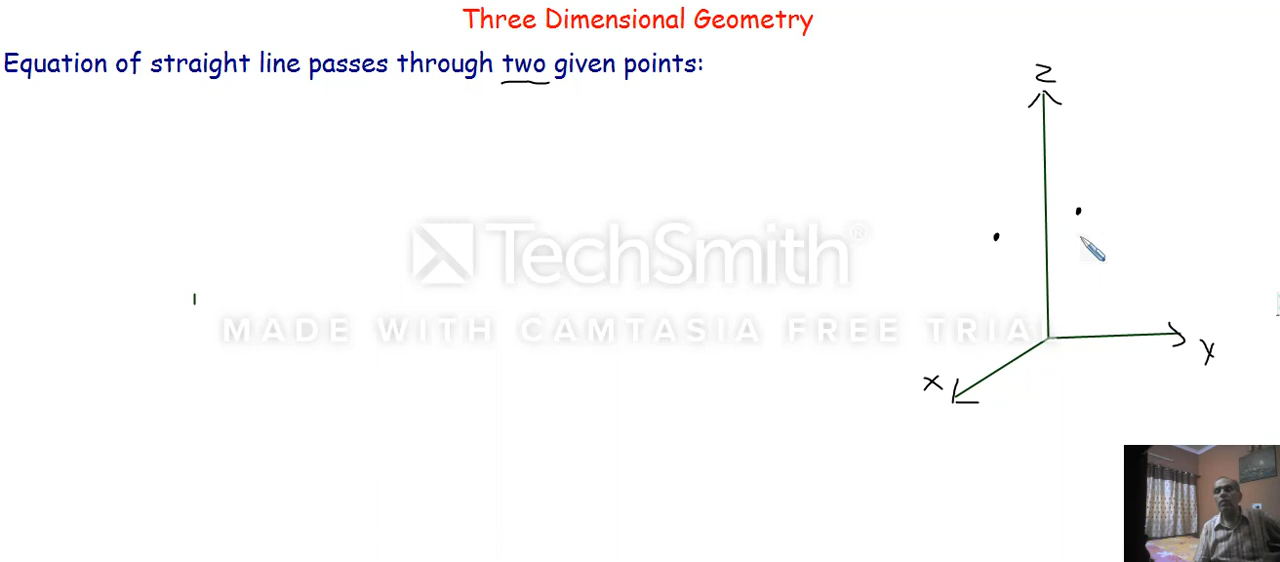 Three Dimensional Geometry
Equation of straight line passes through two given points:
z
TechSmith®
MADE WITH CAMTASIA FREE TRIAL
y
x